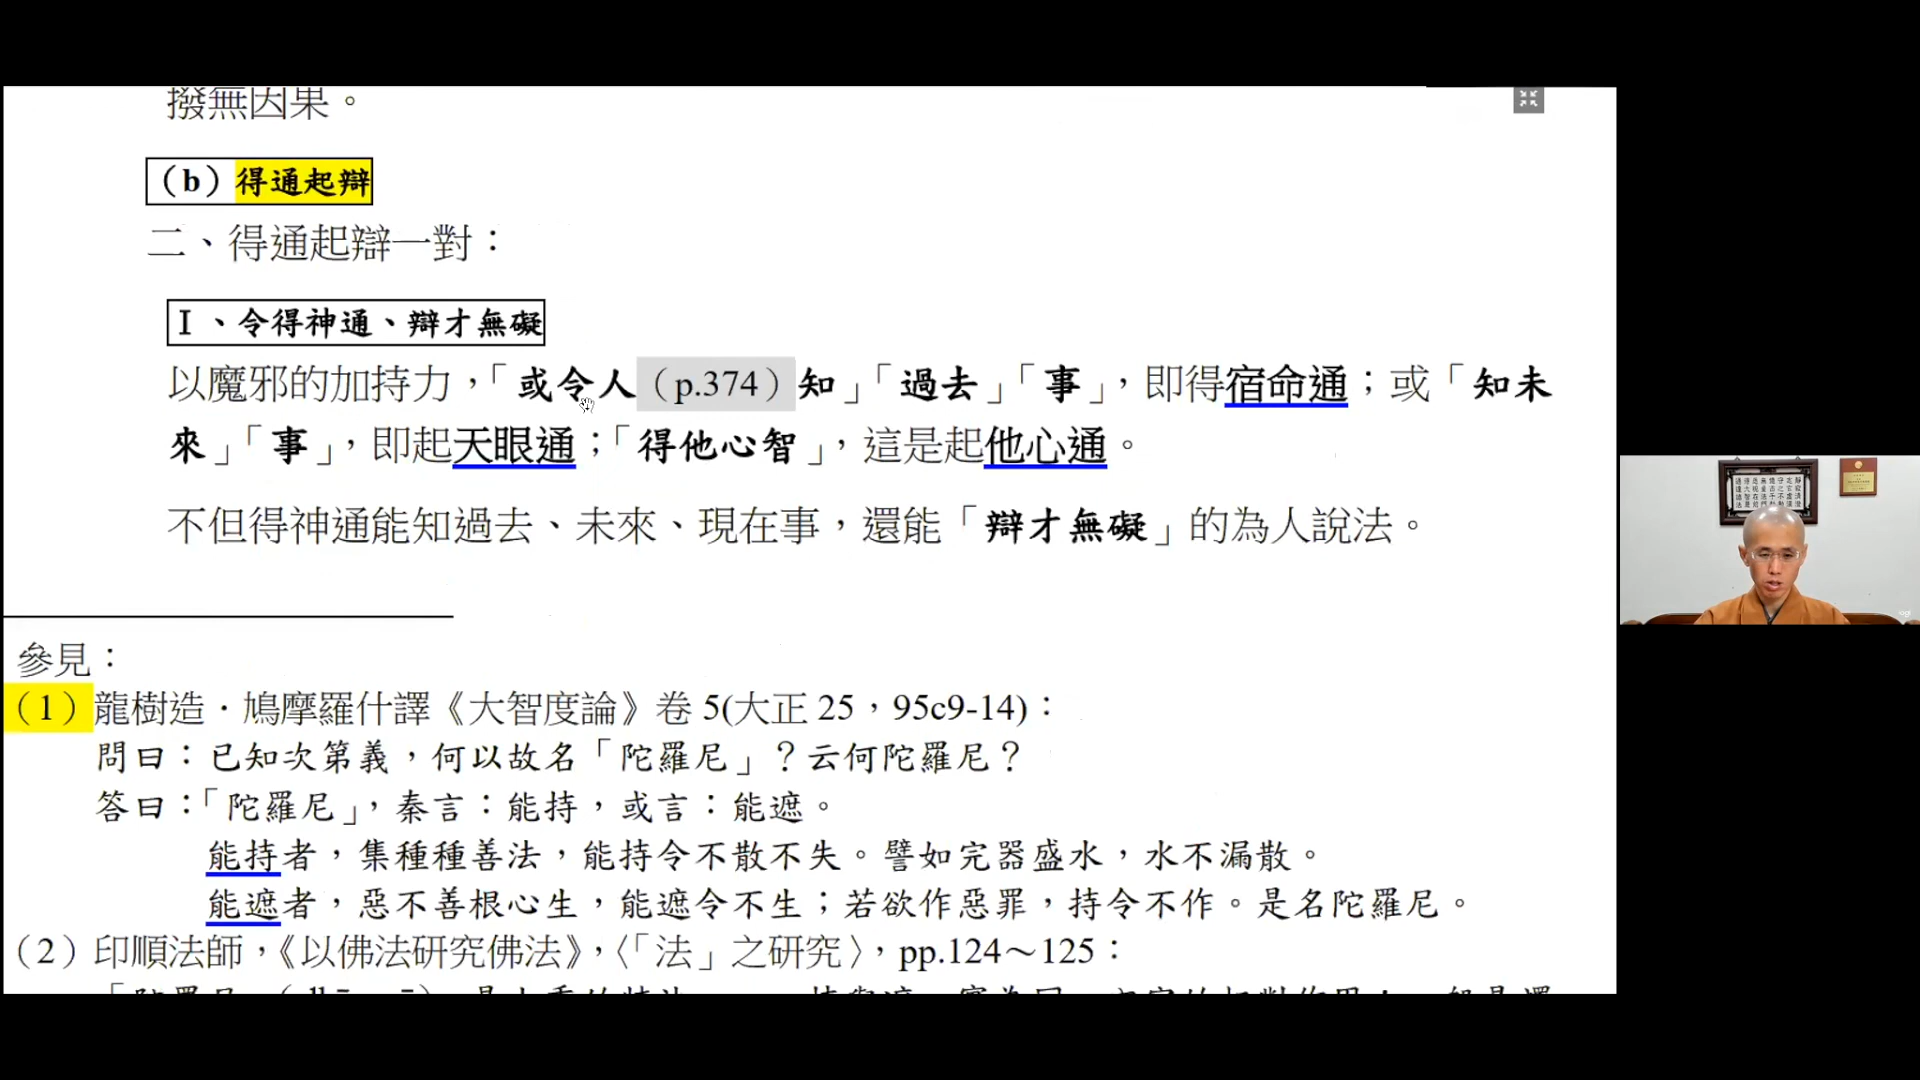 撥無因果。
（b）得通起辯
二、得通起辯一對：
Ⅰ、令得神通、辯才無礙
以魔邪的加持力，「或令人（p.374）知」「過去」「事」，即得宿命通；或「知未
來」「事」，即起天眼通；「得他心智」，這是起他心通。
不但得神通能知過去、未來、現在事，還能「辯才無礙」的為人說法。
參見：
（1）龍樹造．鳩摩羅什譯《大智度論》卷 5(大正 25，95c9-14)：
問曰：已知次第義，何以故名「陀羅尼」？云何陀羅尼？
答曰：「陀羅尼」，秦言：能持，或言：能遮。
能持者，集種種善法，能持令不散不失。譬如完器盛水，水不漏散。
能遮者，惡不善根心生，能遮令不生；若欲作惡罪，持令不作。是名陀羅尼。
（2）印順法師，《以佛法研究佛法》，〈「法」之研究〉，pp.124～125：